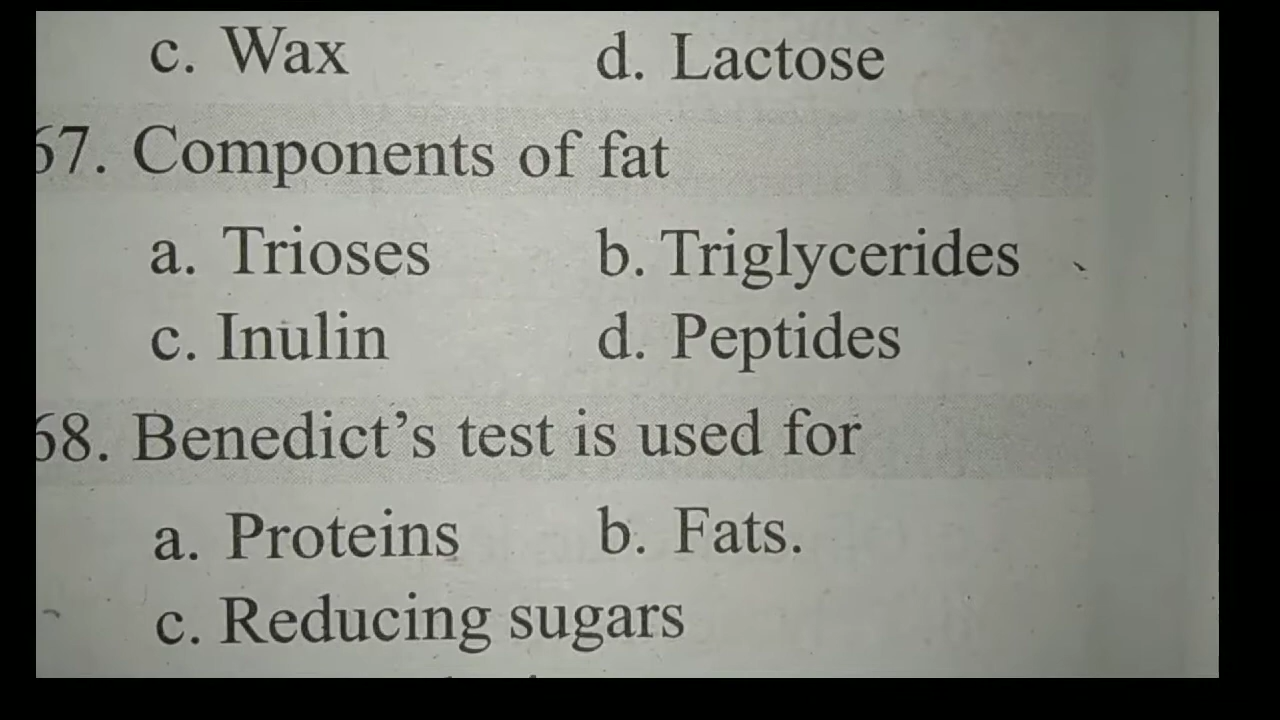 c. Wax d. Lactose
67. Components of fat
a. Trioses b. Triglycerides
c. Inulin d. Peptides
68. Benedict's test is used for
a. Proteins b. Fats.
c. Reducing sugars